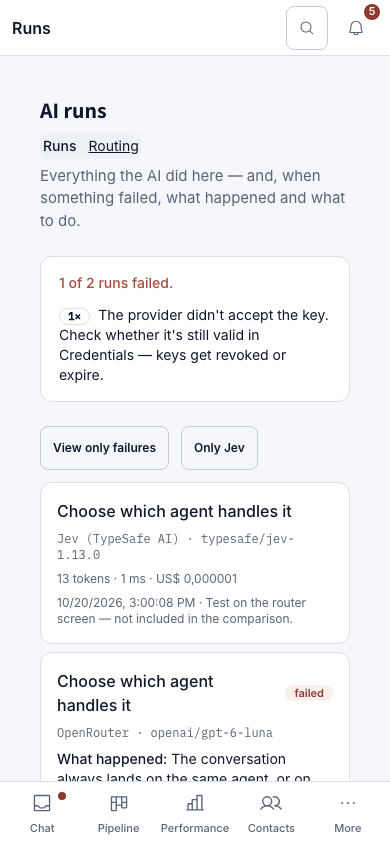 Runs
5
AI runs
Runs Routing
Everything the AI did here — and, when
something failed, what happened and what
to do.
1 of 2 runs failed.
1× The provider didn't accept the key.
Check whether it's still valid in
Credentials — keys get revoked or
expire.
View only failures Only Jev
Choose which agent handles it
Jev (TypeSafe AI) · typesafe/jev-
1.13.0
13 tokens · 1 ms · US$ 0,000001
10/20/2026, 3:00:08 PM · Test on the router
screen — not included in the comparison.
Choose which agent
handles it
failed
OpenRouter · openai/gpt-6-luna
What happened: The conversation
always lands on the same agent, or on
Chat Pipeline Performance Contacts More